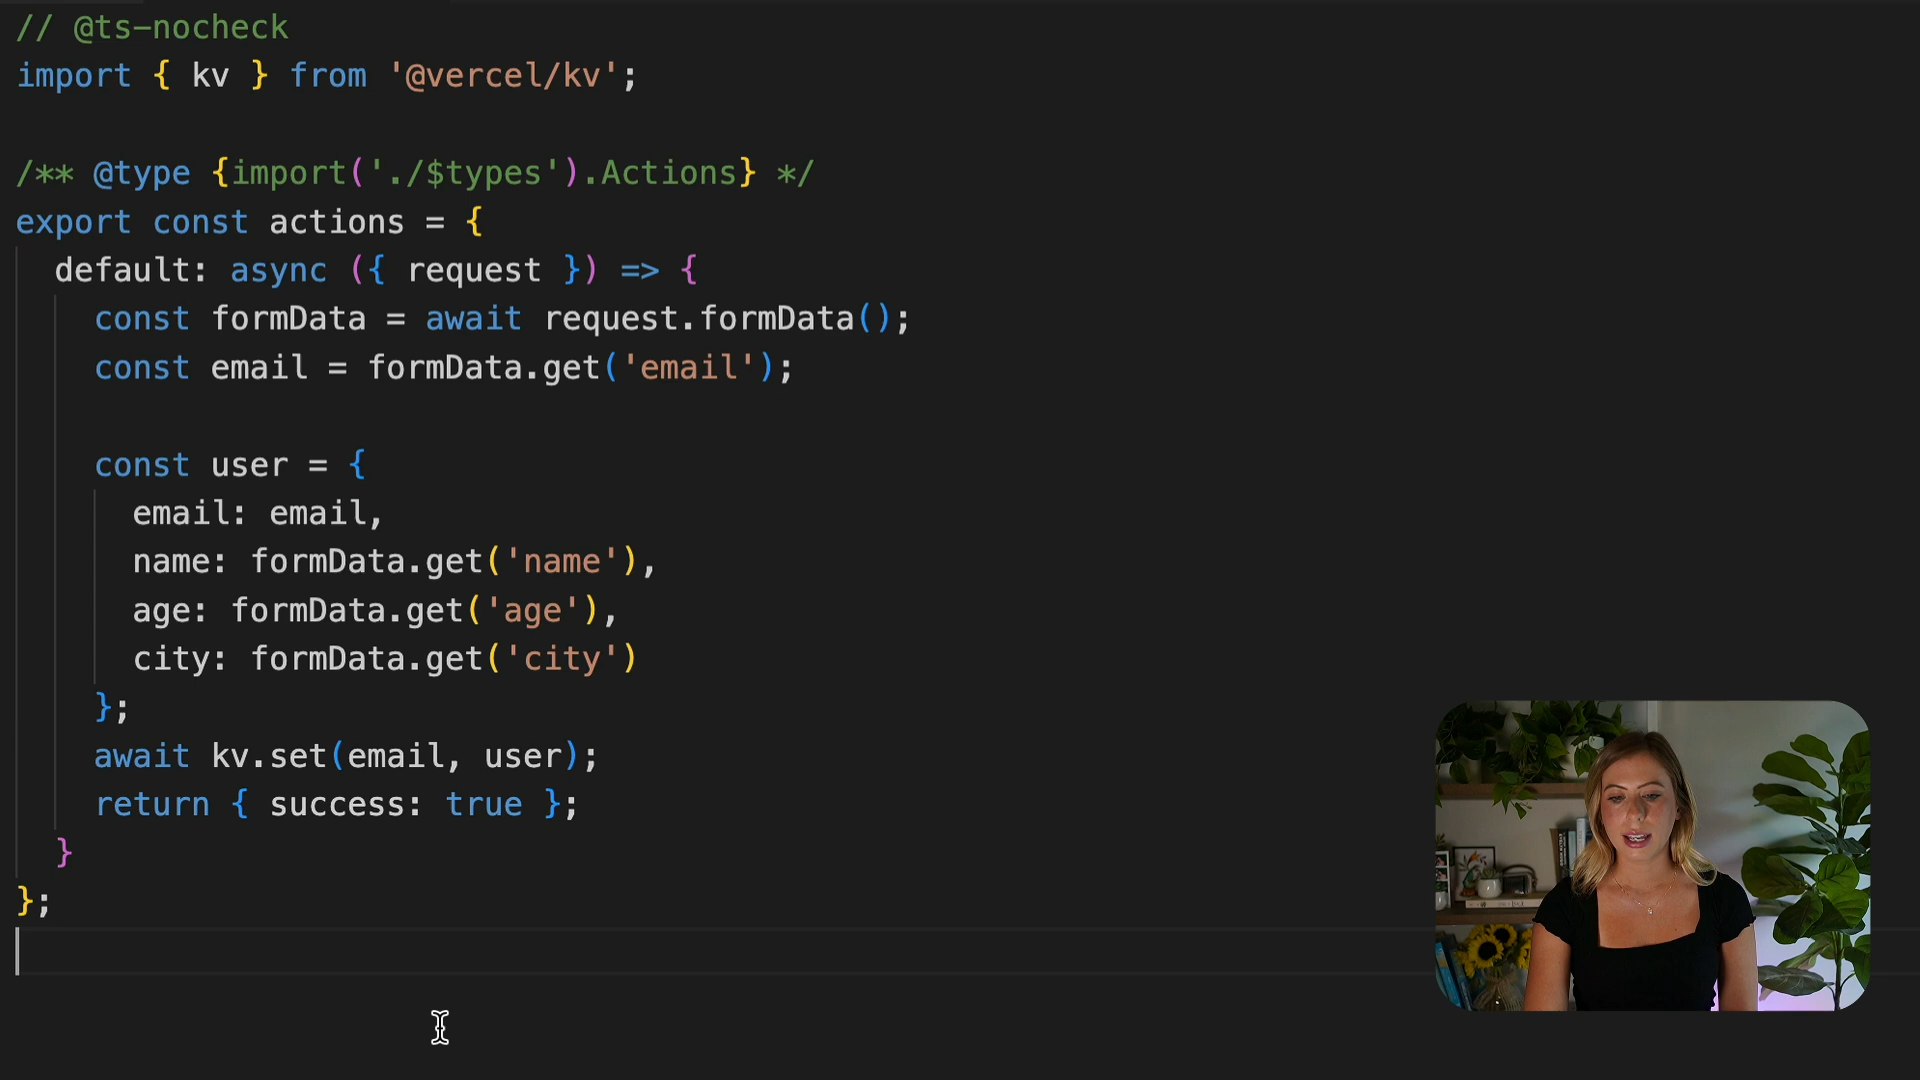 // @ts-nocheck
import { kv } from '@vercel/kv';
/** @type {import('./$types').Actions} */
export const actions = {
default: async ({ request }) => {
const formData = await request.formData();
const email = formData.get('email');
const user = {
email: email,
name: formData.get('name'),
age: formData.get('age'),
city: formData.get('city')
};
await kv.set(email, user);
return { success: true };
}
};